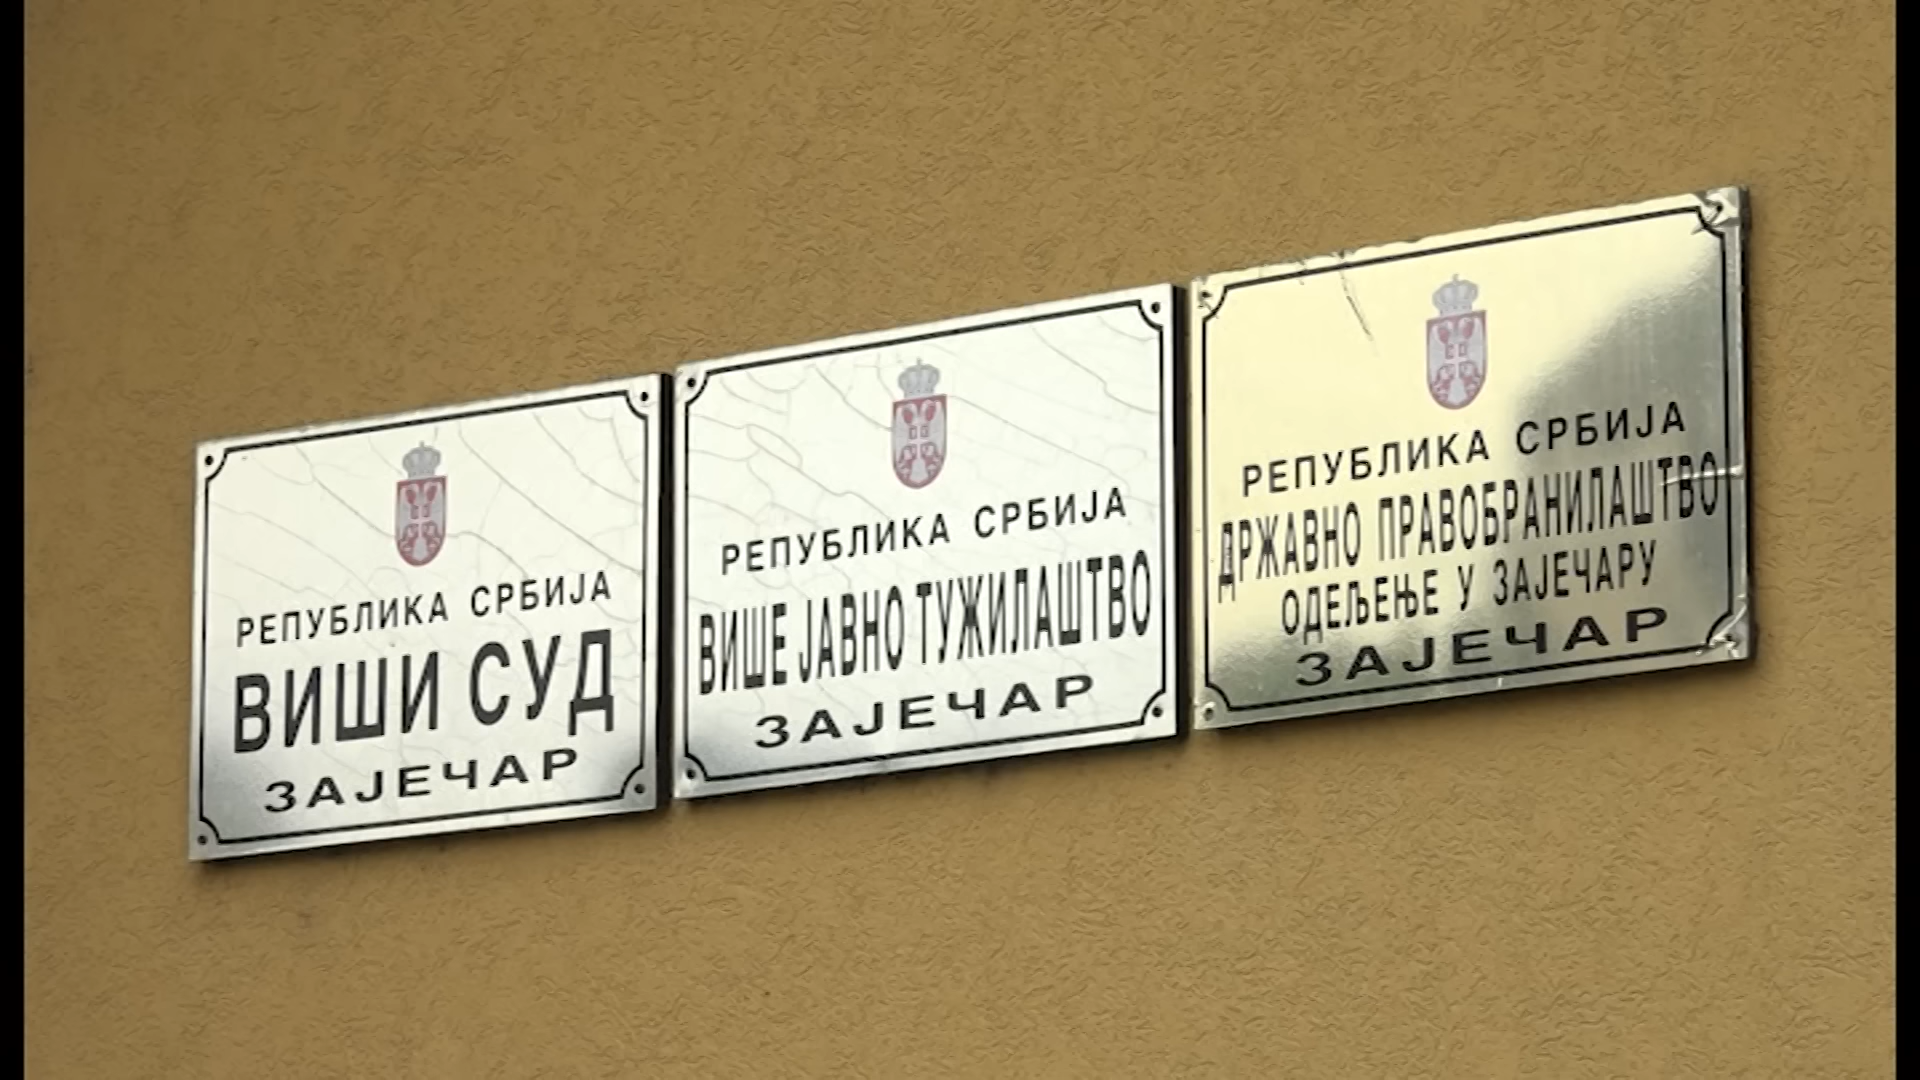 РЕПУБЛИКА СРБИЈА
ВИШИ СУД
ЗАЈЕЧАР
РЕПУБЛИКА СРБИЈА
ВИШЕ ЈАВНО ТУЖИЛАШТВО
ЗАЈЕЧАР
РЕПУБЛИКА СРБИЈА
ДРЖАВНО ПРАВОБРАНИЛАШТВО
ОДЕЉЕЊЕ У ЗАЈЕЧАРУ
ЗАЈЕЧАР